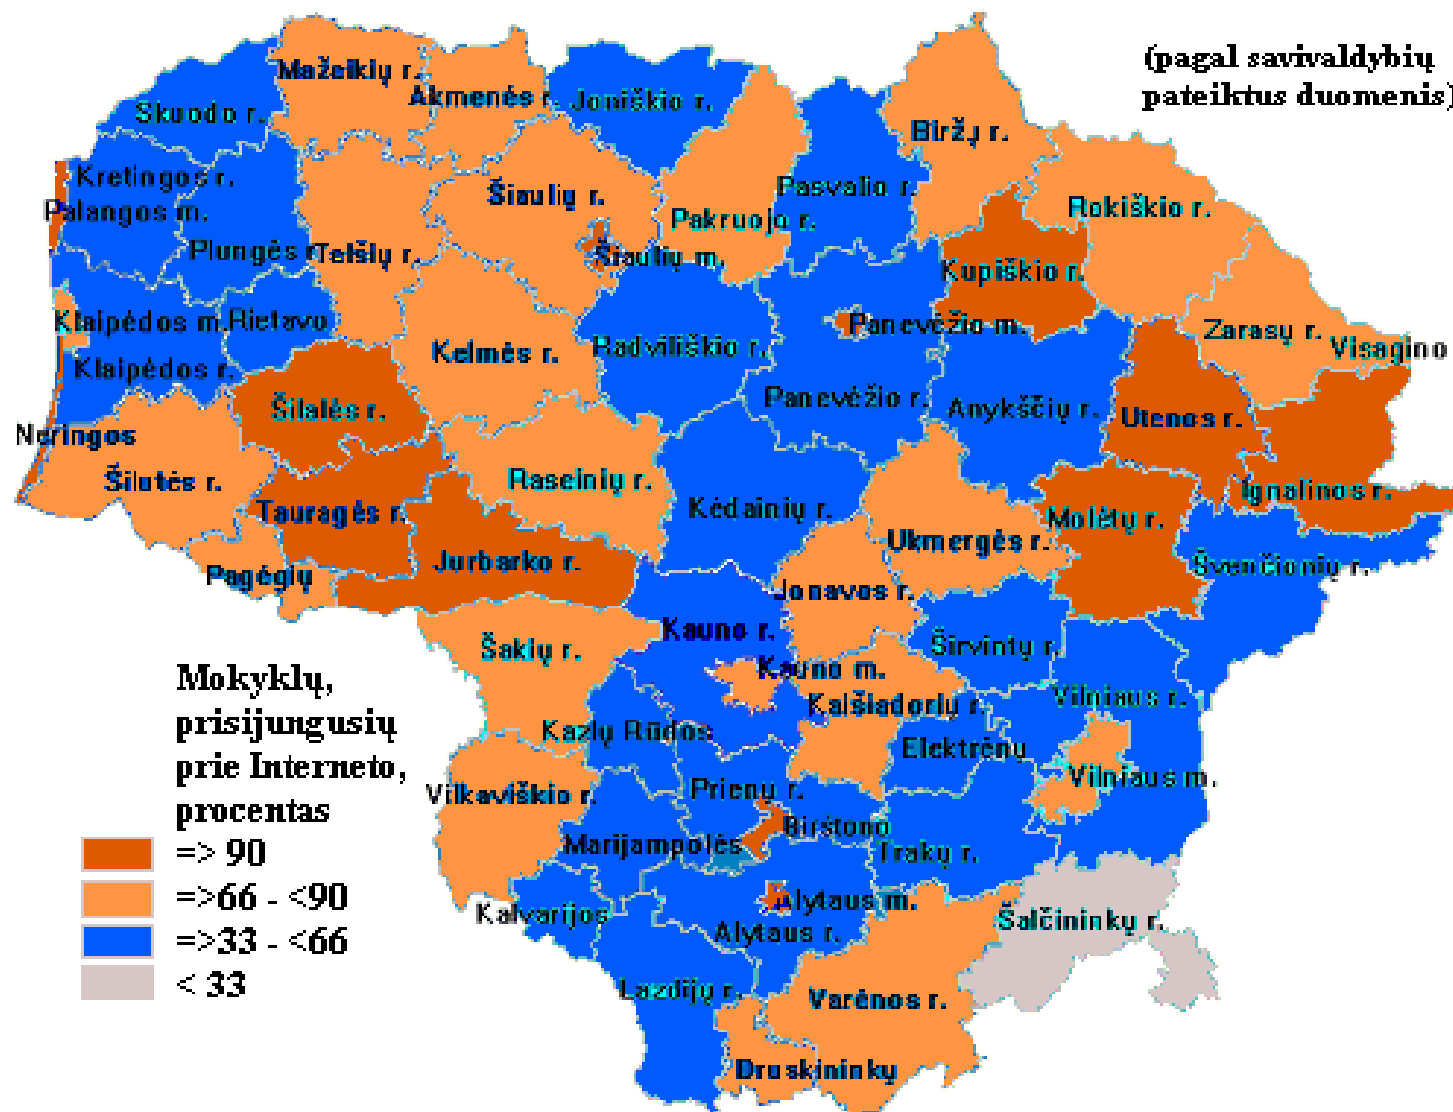 (pagal savivaldybių
pateiktus duomenis)
Mažeikių r.
Akmenės r.
Joniškio r.
Skuodo r.
Biržų r.
Kretingos r.
Šiaulių r.
Pasvalio r.
Palangos m.
Pakruojo r.
Rokiškio r.
Plungės r.
Telšių r.
Šiaulių m.
Kupiškio r.
Klaipėdos m.
Rietavo
Panevėžio m.
Zarasų r.
Visagino
Kelmės r.
Radviliškio r.
Klaipėdos r.
Šilalės r.
Panevėžio r.
Anykščių r.
Utenos r.
Neringos
Šilutės r.
Raseinių r.
Ignalinos r.
Tauragės r.
Kėdainių r.
Molėtų r.
Ukmergės r.
Jurbarko r.
Švenčionių r.
Pagėgių
Jonavos r.
Kauno r.
Šakių r.
Širvintų r.
Kauno m.
Vilniaus r.
Kaišiadorių r.
Kazlų Rūdos
Elektrėnų
Vilniaus m.
Prienų r.
Vilkaviškio r.
Birštono
Marijampolės
Trakų r.
Alytaus m.
Kalvarijos
Šalčininkų r.
Alytaus r.
Lazdijų r.
Varėnos r.
Druskininkų
Mokyklų,
prisijungusių
prie Interneto,
procentas
=> 90
=>66 - <90
=>33 - <66
< 33